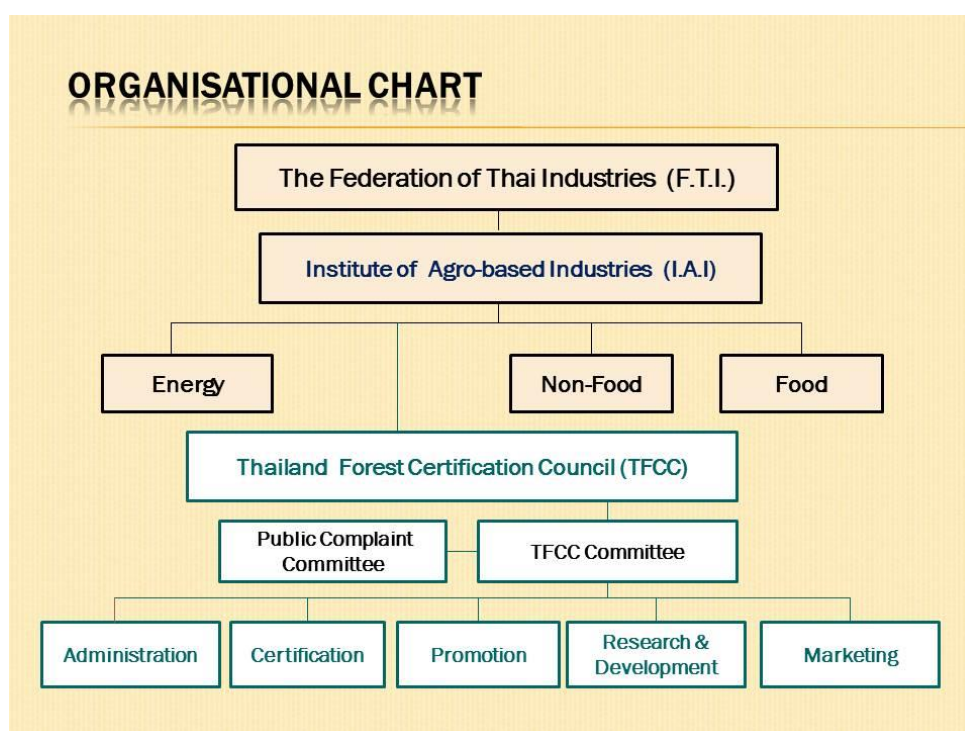 ORGANISATIONAL CHART
The Federation of Thai Industries (F.T.I.)
Institute of Agro-based Industries (I.A.I)
Energy
Non-Food
Food
Thailand Forest Certification Council (TFCC)
Public Complaint
Committee
TFCC Committee
Administration
Certification
Promotion
Research &
Development
Marketing